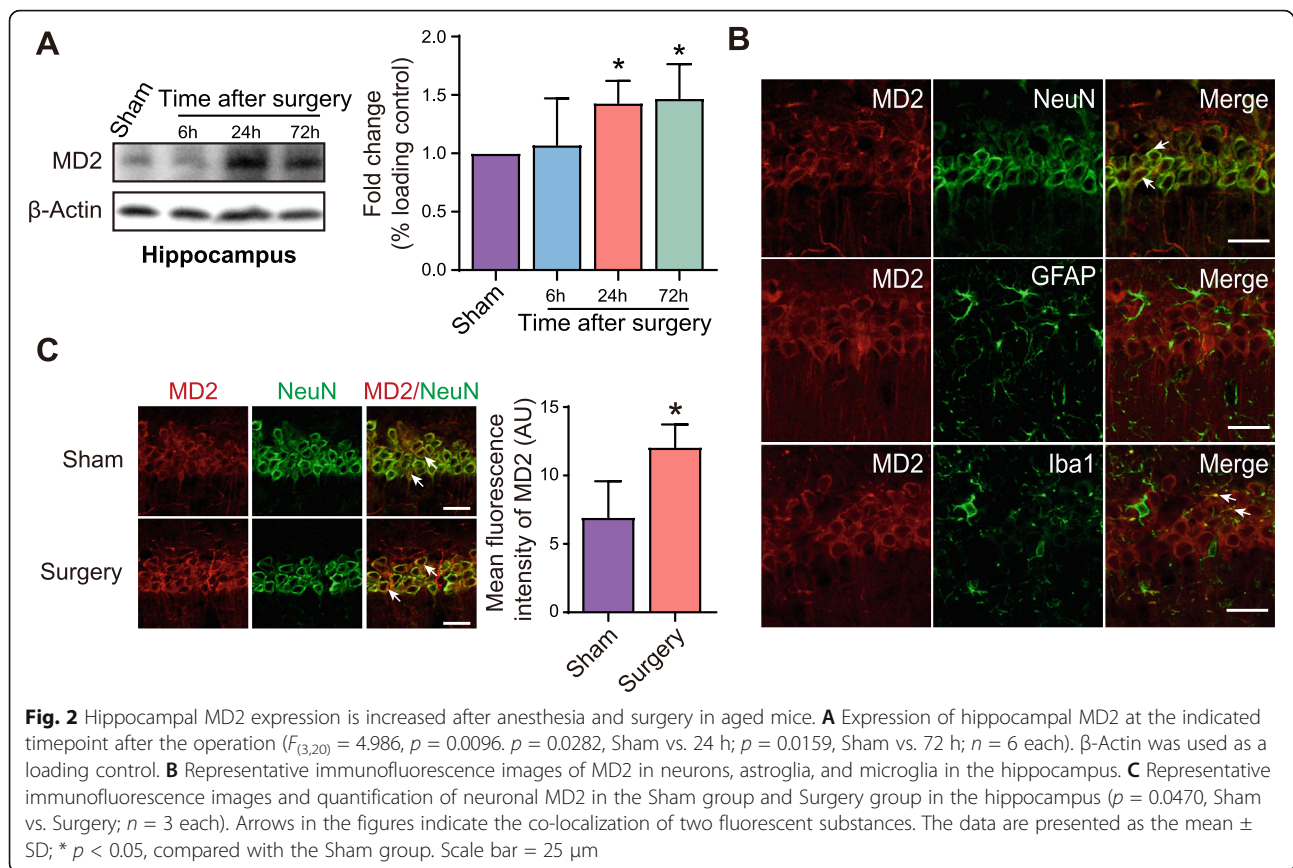 A
Sham
Time after surgery
6h 24h 72h
MD2
β-Actin
Hippocampus
Fold change
(% loading control)
2.0
1.5
1.0
0.5
0.0
* *
Sham
6h 24h 72h
Time after surgery
B
MD2 NeuN Merge
MD2 GFAP Merge
MD2 Iba1 Merge
C
MD2 NeuN MD2/NeuN
Sham
Surgery
Mean fluorescence
intensity of MD2 (AU)
15
10
5
0
*
Sham
Surgery
Fig. 2 Hippocampal MD2 expression is increased after anesthesia and surgery in aged mice. A Expression of hippocampal MD2 at the indicated
timepoint after the operation (F(3,20) = 4.986, p = 0.0096. p = 0.0282, Sham vs. 24 h; p = 0.0159, Sham vs. 72 h; n = 6 each). β-Actin was used as a
loading control. B Representative immunofluorescence images of MD2 in neurons, astroglia, and microglia in the hippocampus. C Representative
immunofluorescence images and quantification of neuronal MD2 in the Sham group and Surgery group in the hippocampus (p = 0.0470, Sham
vs. Surgery; n = 3 each). Arrows in the figures indicate the co-localization of two fluorescent substances. The data are presented as the mean ±
SD; * p < 0.05, compared with the Sham group. Scale bar = 25 μm